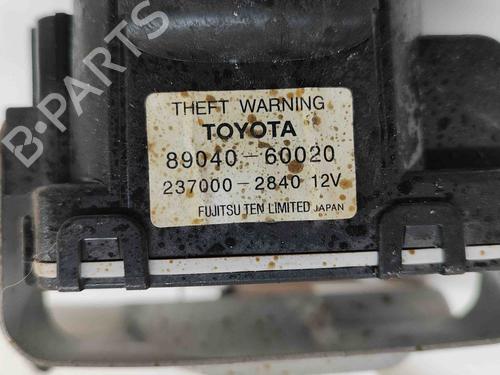 B-PARTS
THEFT WARNING
TOYOTA
89040-60020
237000-2840 12V
FUJITSU TEN LIMITED JAPAN